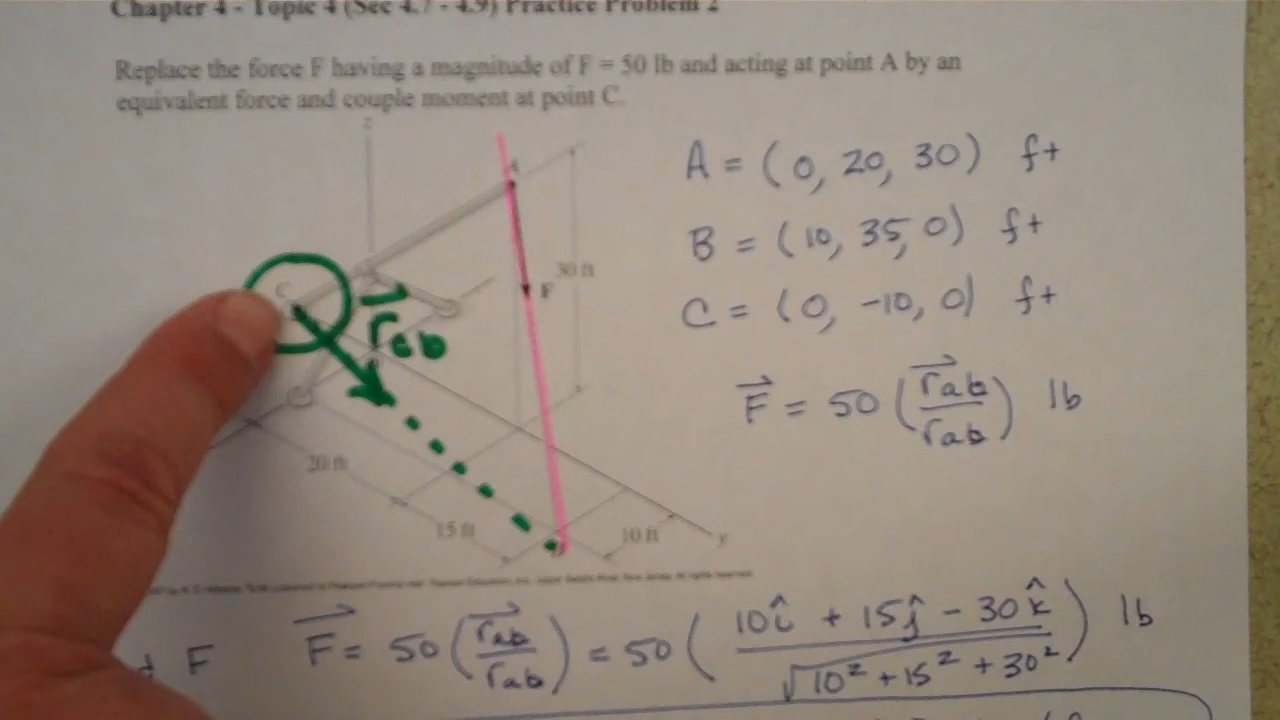 Chapter 4 - Topic 4 (Sec 4.7 - 4.9) Practice Problem 2
Replace the force F having a magnitude of F = 50 lb and acting at point A by an
equivalent force and couple moment at point C.
z
A
A = (0, 20, 30) ft
B = (10, 35, 0) ft
30 ft
F
C
r⃗cb
C = (0, -10, 0) ft
F⃗ = 50 (r⃗ab / rab) lb
20 ft
15 ft
10 ft
y
F F⃗ = 50 (r⃗ab / rab) = 50 (10î + 15ĵ - 30k̂ / √10² + 15² + 30²) lb